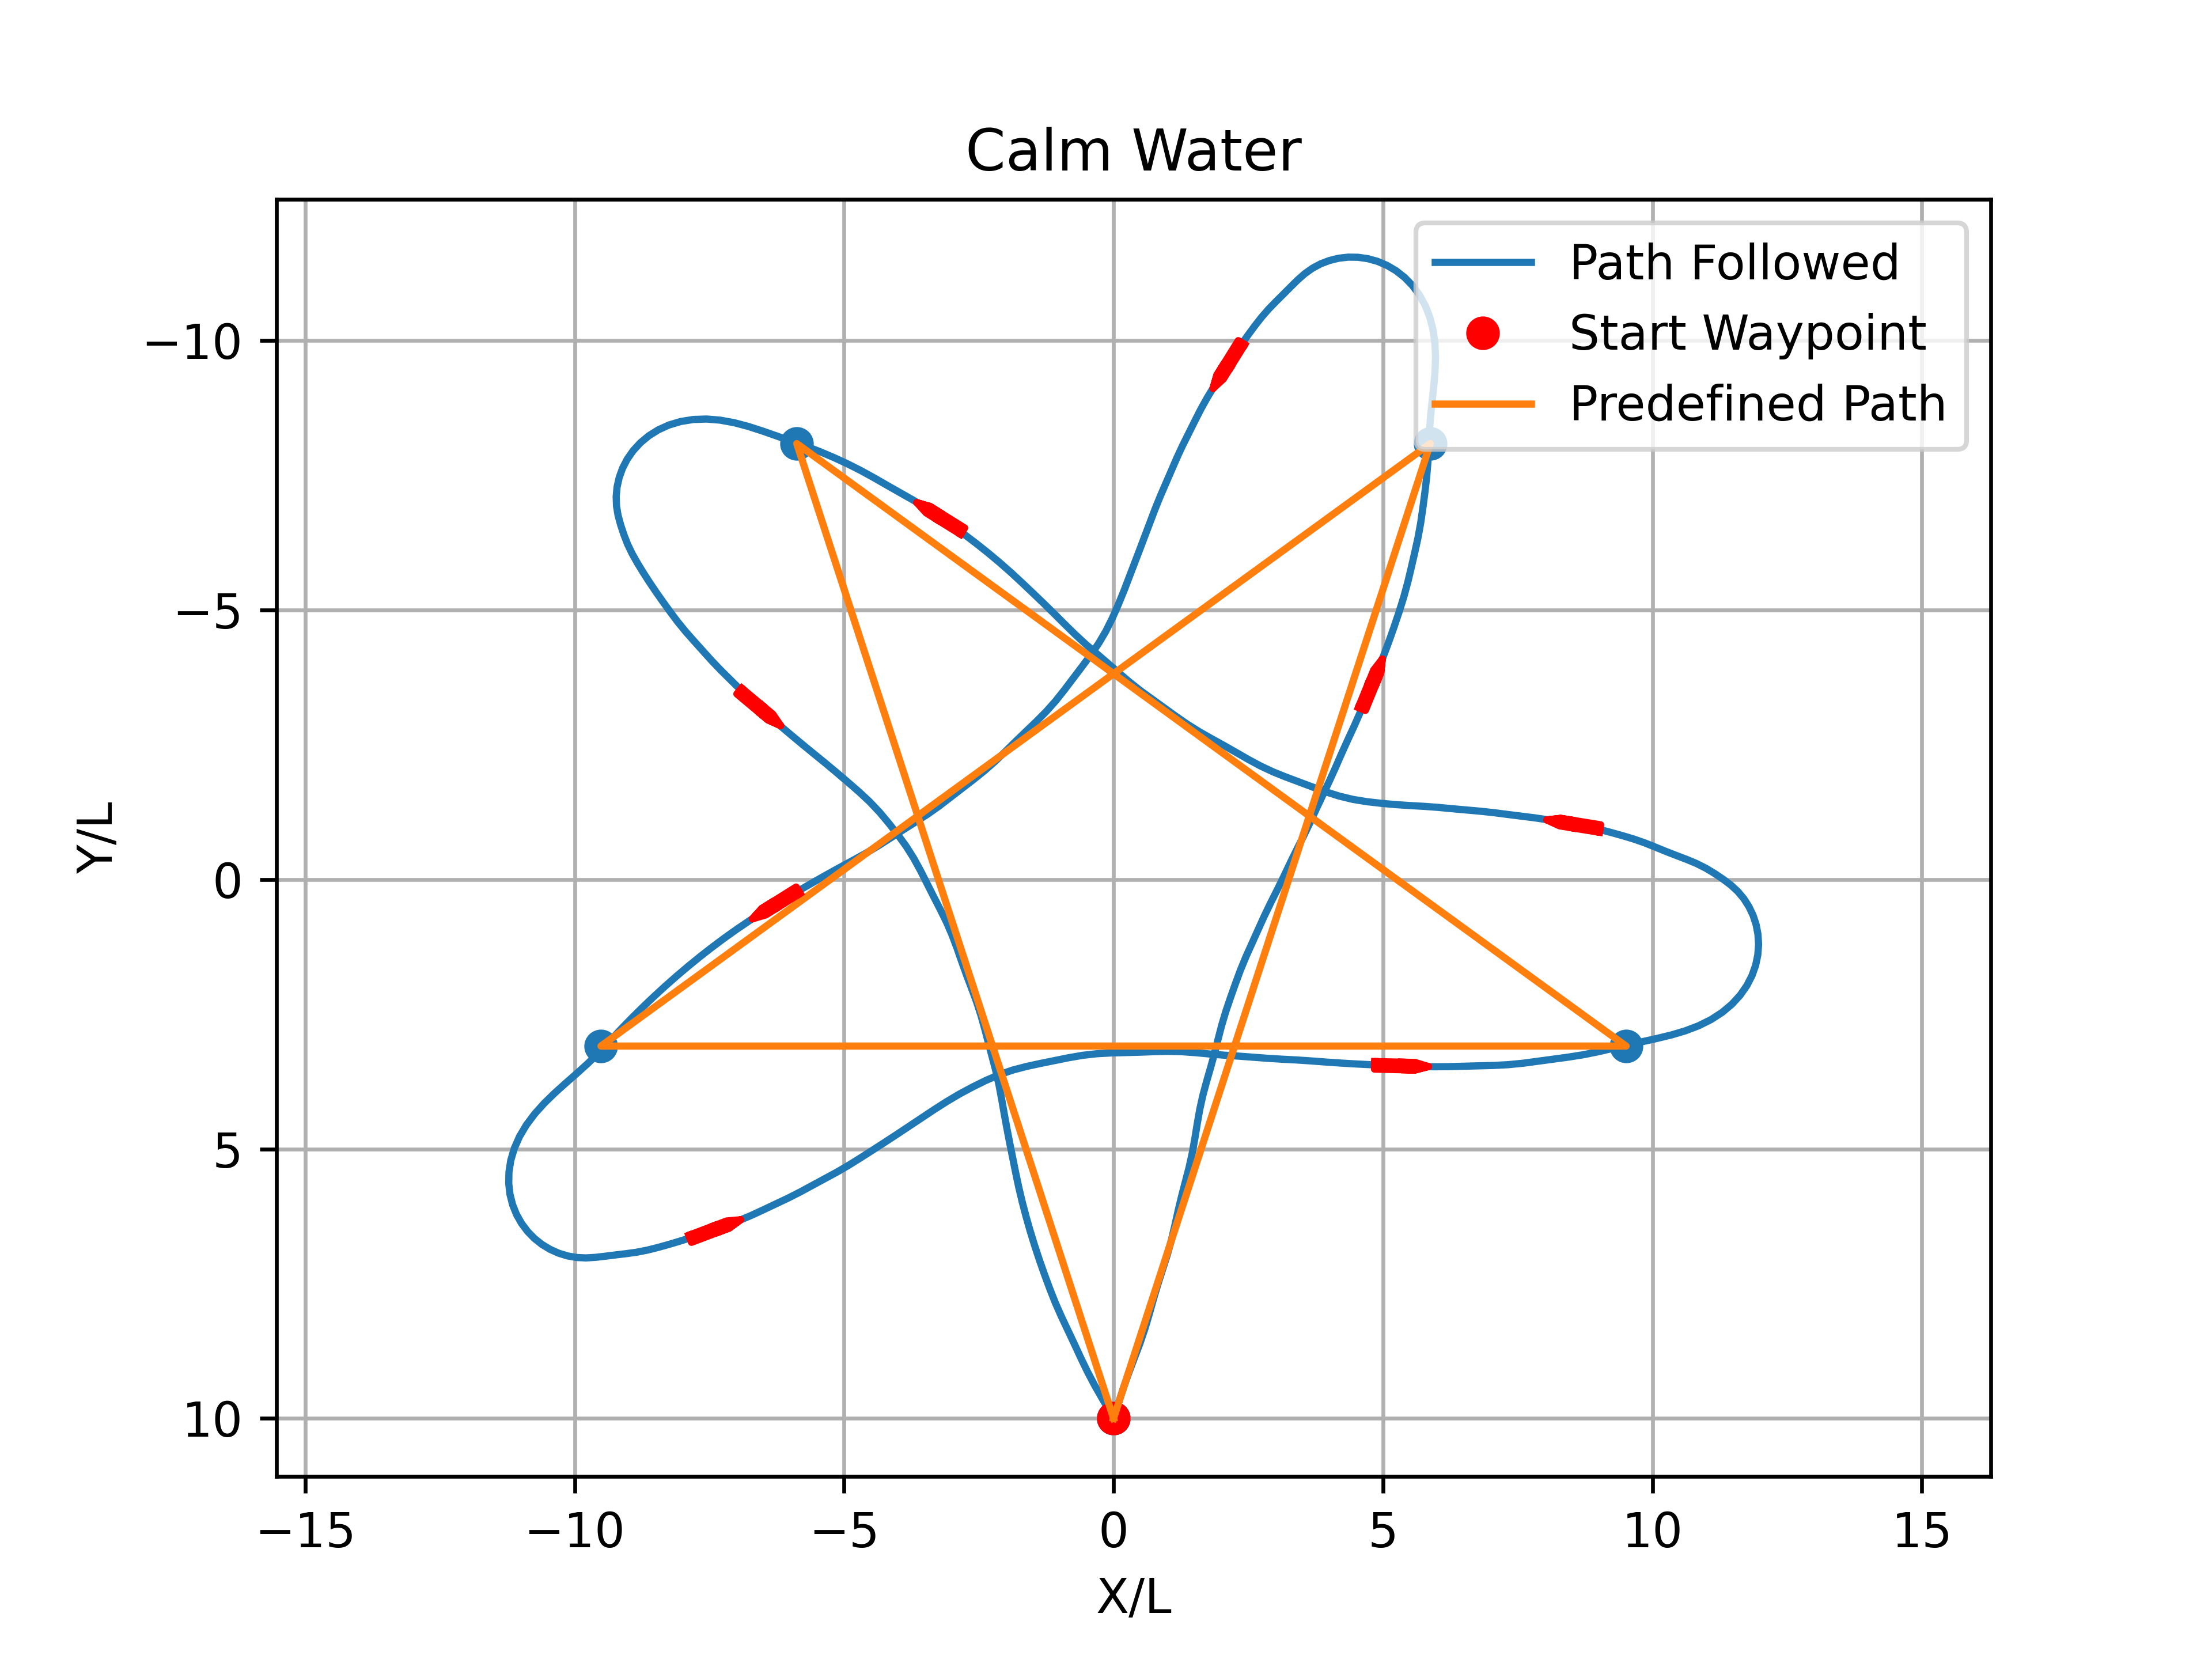 Calm Water
Path Followed
Start Waypoint
Predefined Path
−10
−5
0
5
10
Y/L
−15
−10
−5
0
5
10
15
X/L